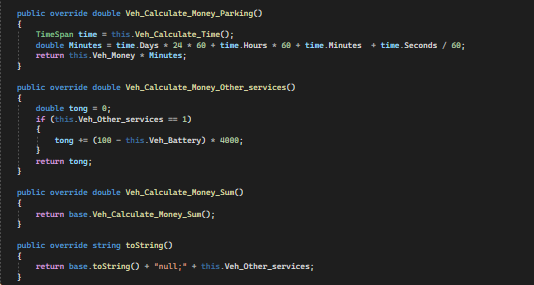 public override double Veh_Calculate_Money_Parking()
{
TimeSpan time = this.Veh_Calculate_Time();
double Minutes = time.Days * 24 * 60 + time.Hours * 60 + time.Minutes + time.Seconds / 60;
return this.Veh_Money * Minutes;
}
public override double Veh_Calculate_Money_Other_services()
{
double tong = 0;
if (this.Veh_Other_services == 1)
{
tong += (100 - this.Veh_Battery) * 4000;
}
return tong;
}
public override double Veh_Calculate_Money_Sum()
{
return base.Veh_Calculate_Money_Sum();
}
public override string toString()
{
return base.toString() + "null;" + this.Veh_Other_services;
}